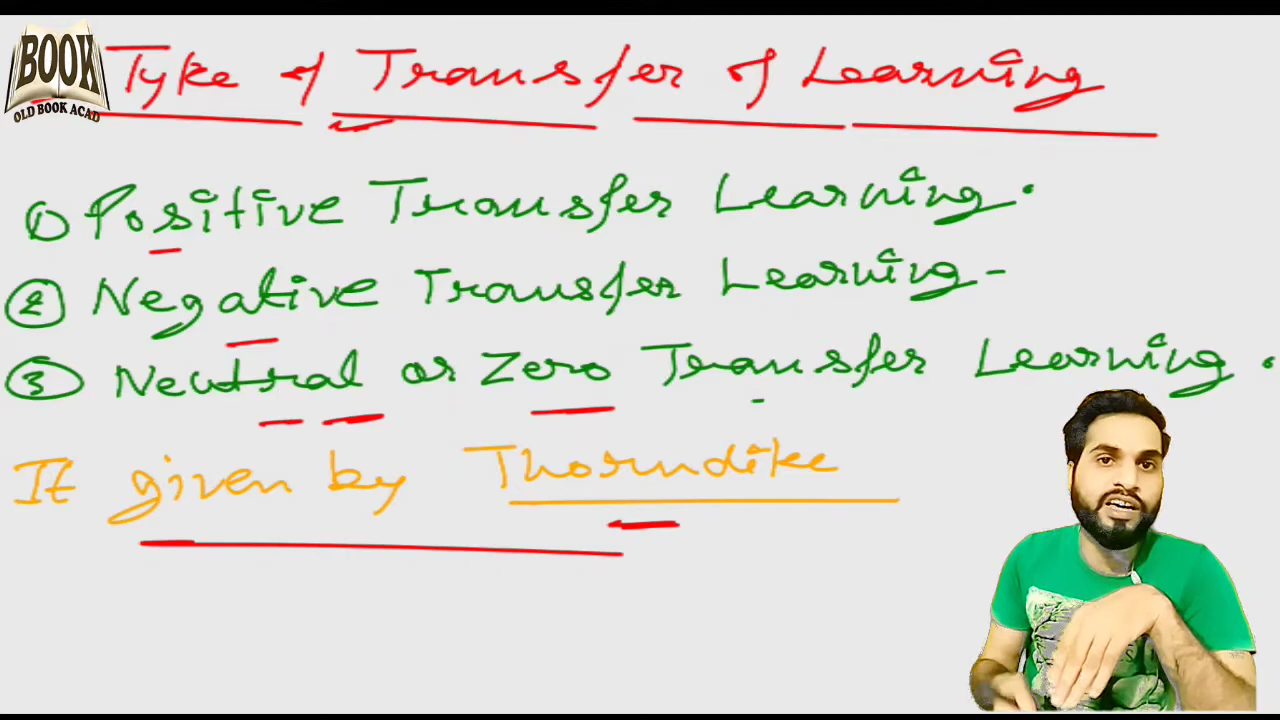 BOOK
OLD BOOK ACAD
Type of Transfer of Learning
1) Positive Transfer Learning.
2 Negative Transfer Learning-
3 Neutral or Zero Transfer Learning.
It given by Thorndike